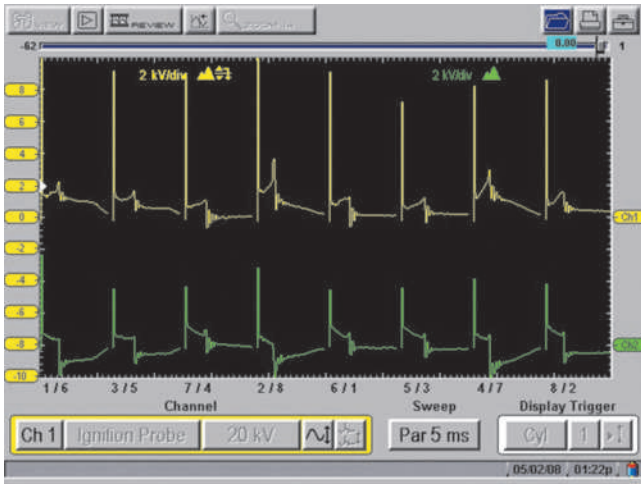 VIEW REVIEW ZOOM
-62 0.00 1
2 kV/div 2 kV/div
8
6
4
2
0 Ch1
-2
-4
-6
-8 Ch2
-10
1/6 3/5 7/4 2/8 6/1 5/3 4/7 8/2
Channel Sweep Display Trigger
Ch 1 Ignition Probe 20 kV Par 5 ms Cyl 1
05/02/08 01:22p